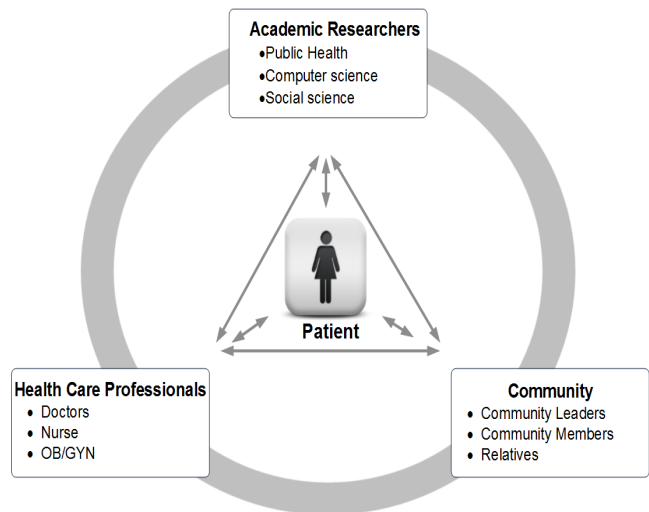 Academic Researchers
●Public Health
●Computer science
●Social science
Patient
Health Care Professionals
● Doctors
● Nurse
● OB/GYN
Community
● Community Leaders
● Community Members
● Relatives